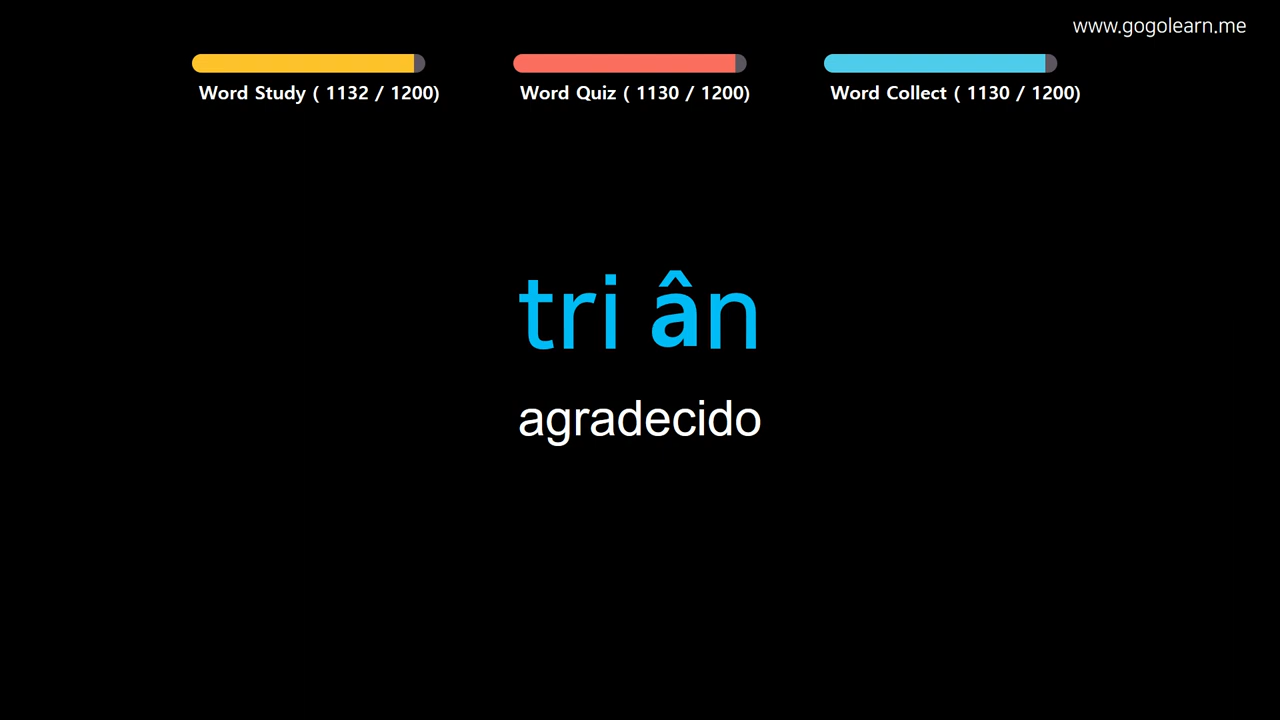 www.gogolearn.me
Word Study ( 1132 / 1200)
Word Quiz ( 1130 / 1200)
Word Collect ( 1130 / 1200)
tri ân
agradecido